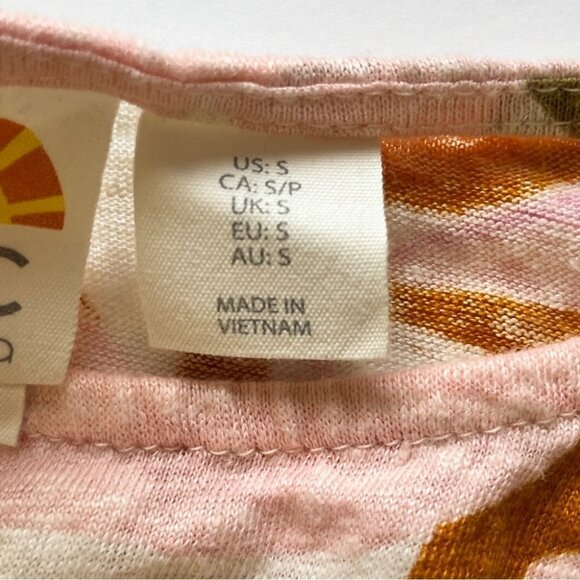 US: S
CA: S/P
UK: S
EU: S
AU: S
MADE IN
VIETNAM